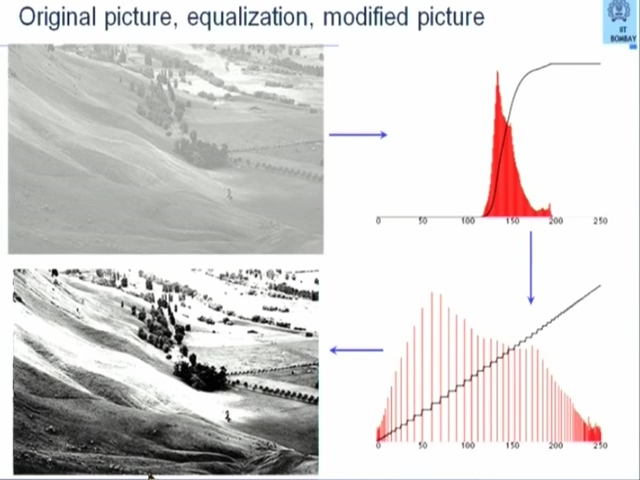 Original picture, equalization, modified picture
IIT
BOMBAY
0 50 100 150 200 250
0 50 100 150 200 250